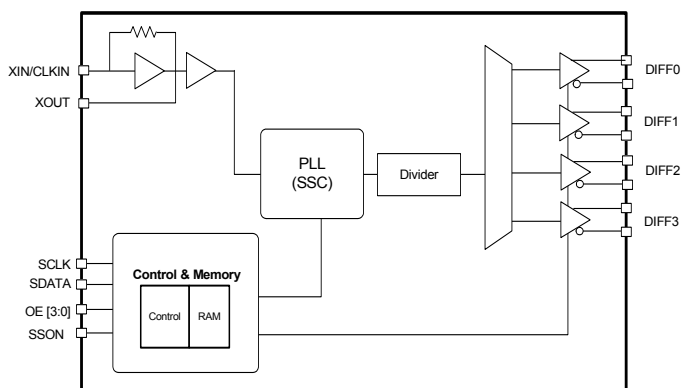 XIN/CLKIN
XOUT
PLL
(SSC)
Divider
DIFF0
DIFF1
DIFF2
DIFF3
SCLK
SDATA
OE [3:0]
SSON
Control & Memory
Control
RAM